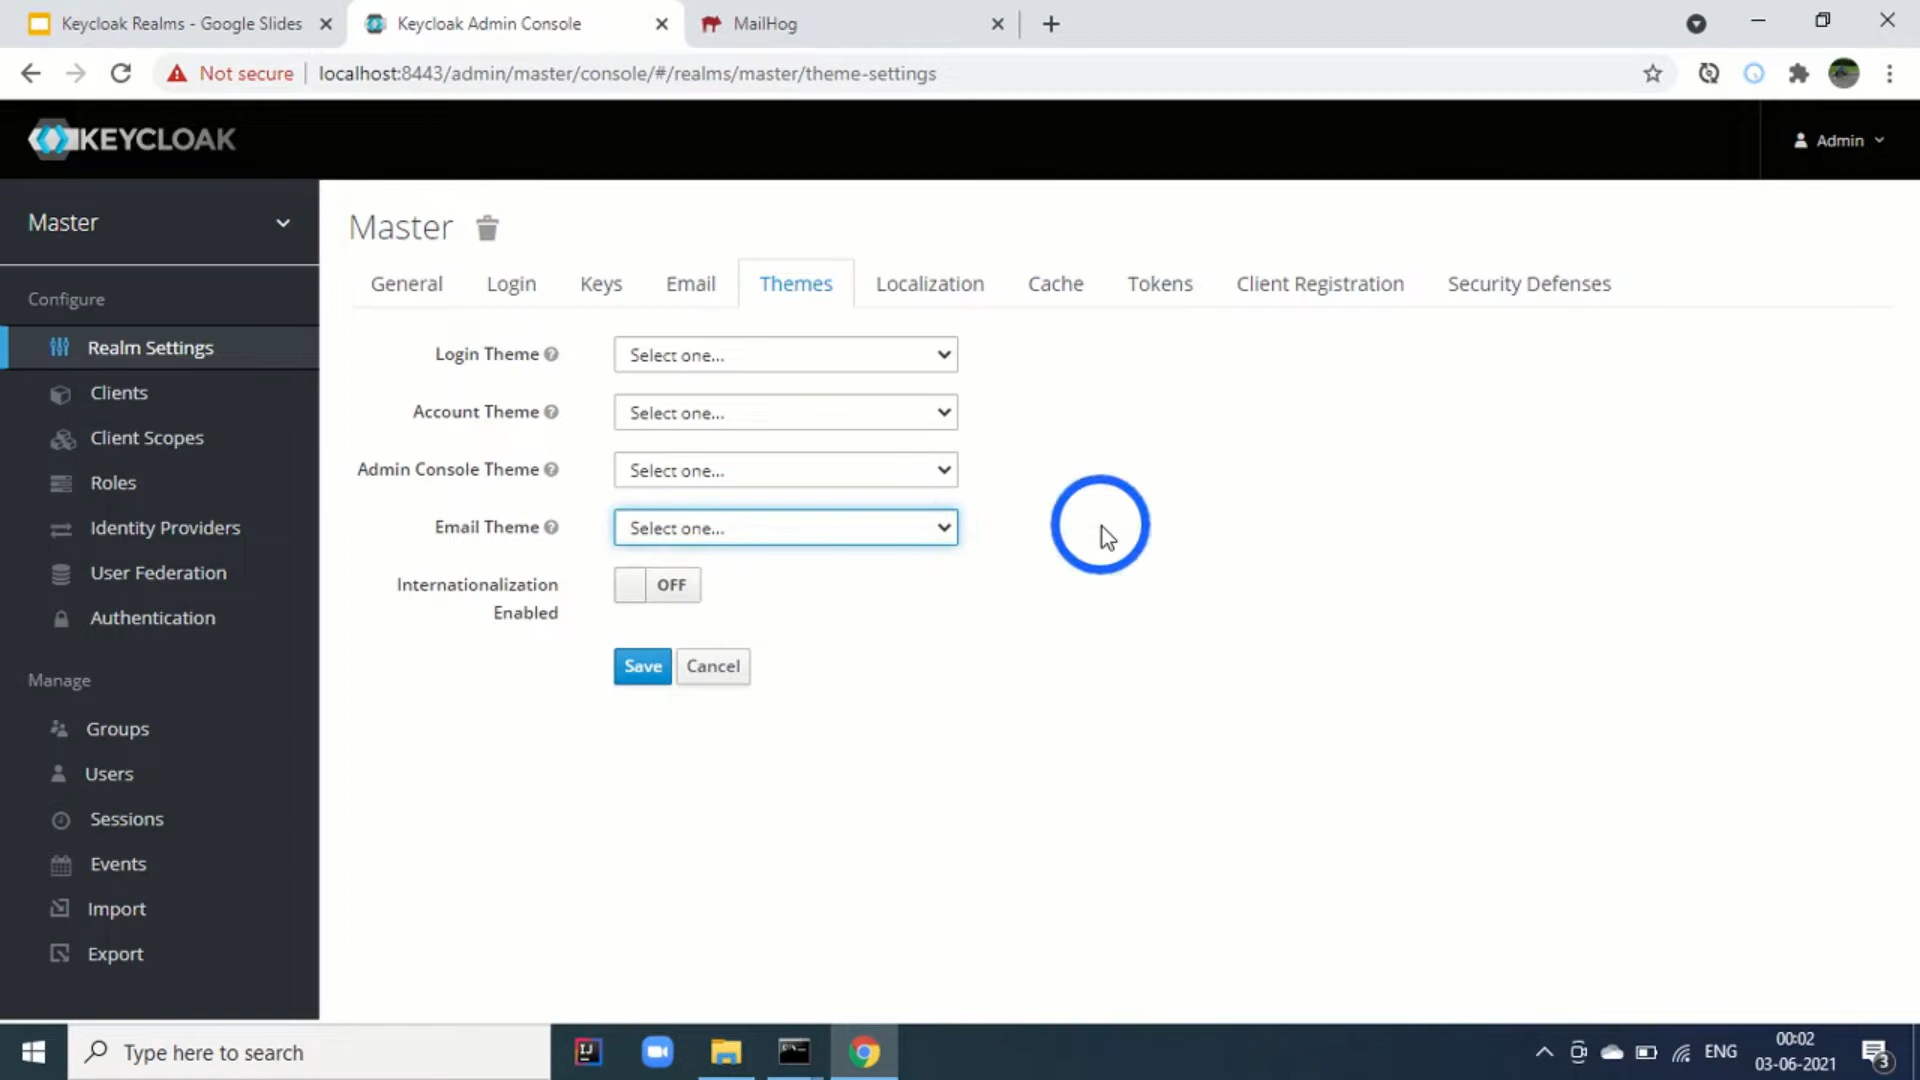 Keycloak Realms - Google Slides
Keycloak Admin Console
MailHog
Not secure
localhost:8443/admin/master/console/#/realms/master/theme-settings
KEYCLOAK
Admin
Master
Configure
Realm Settings
Clients
Client Scopes
Roles
Identity Providers
User Federation
Authentication
Manage
Groups
Users
Sessions
Events
Import
Export
Master
General
Login
Keys
Email
Themes
Localization
Cache
Tokens
Client Registration
Security Defenses
Login Theme
Select one...
Account Theme
Select one...
Admin Console Theme
Select one...
Email Theme
Select one...
Internationalization
Enabled
OFF
Save
Cancel
Type here to search
IJ
ENG
00:02
03-06-2021
3